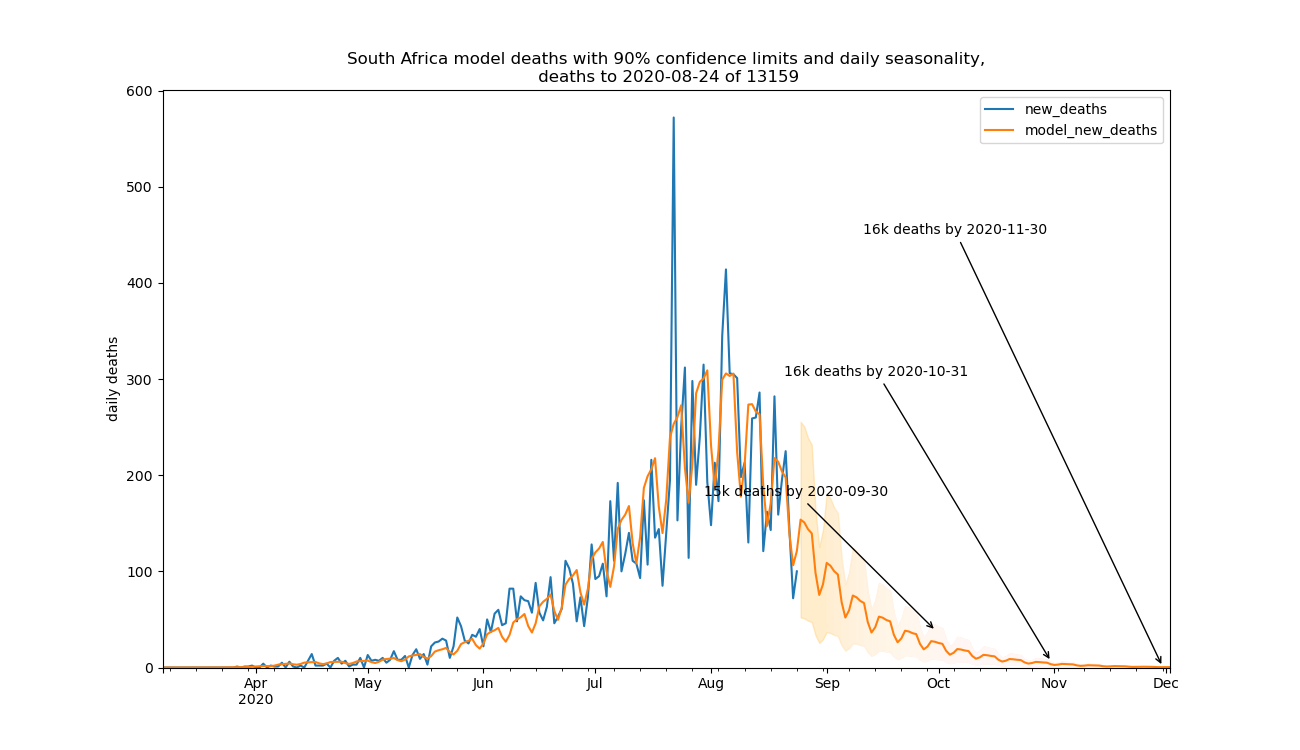 South Africa model deaths with 90% confidence limits and daily seasonality,
deaths to 2020-08-24 of 13159
600
500
400
300
200
100
0
daily deaths
new_deaths
model_new_deaths
16k deaths by 2020-11-30
16k deaths by 2020-10-31
15k deaths by 2020-09-30
Apr May Jun Jul Aug Sep Oct Nov Dec
2020